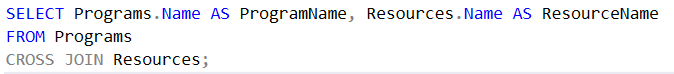 SELECT Programs.Name AS ProgramName, Resources.Name AS ResourceName
FROM Programs
CROSS JOIN Resources;